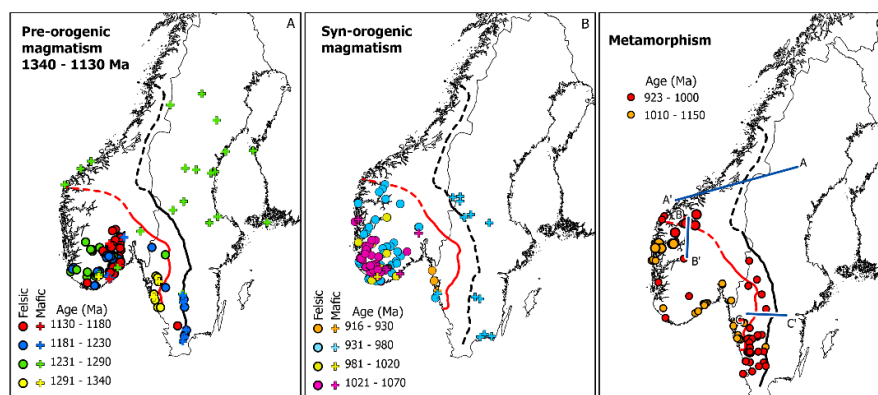 A
Pre-orogenic
magmatism
1340 - 1130 Ma
Felsic
Mafic
Age (Ma)
1130 - 1180
1181 - 1230
1231 - 1290
1291 - 1340
B
Syn-orogenic
magmatism
Felsic
Mafic
Age (Ma)
916 - 930
931 - 980
981 - 1020
1021 - 1070
Metamorphism
Age (Ma)
923 - 1000
1010 - 1150
A
A'
B
B'
C'